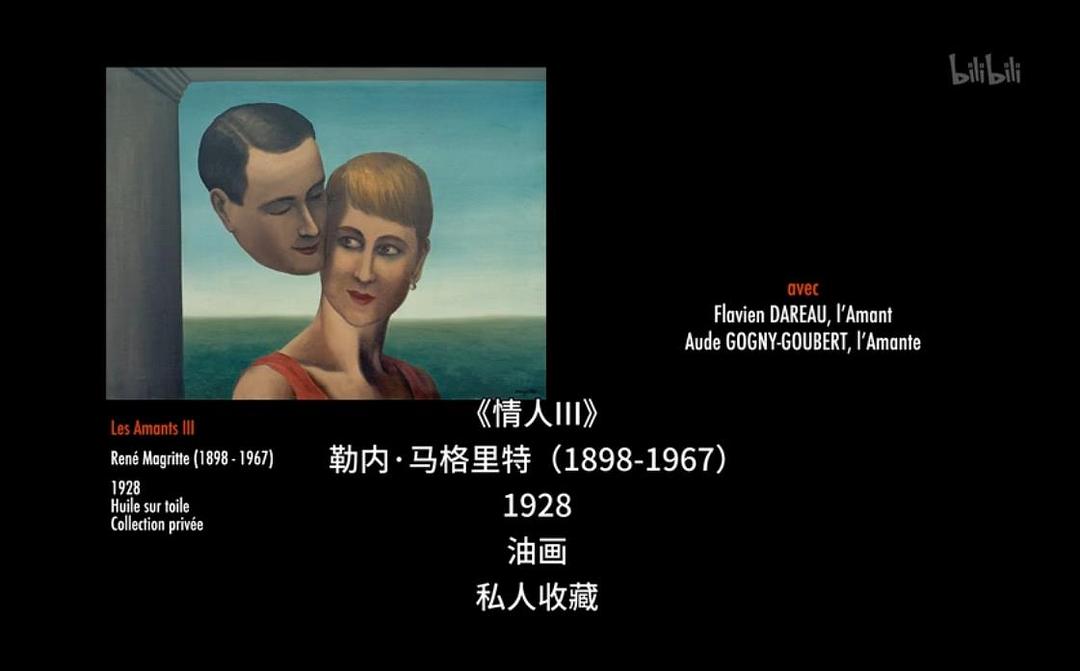 bilibili
avec
Flavien DAREAU, l'Amant
Aude GOGNY-GOUBERT, l'Amante
Les Amants III
René Magritte (1898 - 1967)
1928
Huile sur toile
Collection privée
《情人III》
勒内·马格里特（1898-1967）
1928
油画
私人收藏